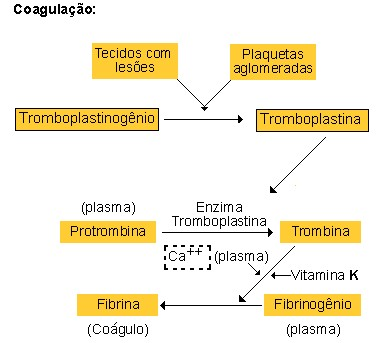 Coagulação:
Tecidos com
lesões
Plaquetas
aglomeradas
Tromboplastinogênio
Tromboplastina
(plasma)
Enzima
Tromboplastina
Protrombina
Trombina
Ca++
(plasma)
Vitamina K
Fibrina
Fibrinogênio
(Coágulo)
(plasma)